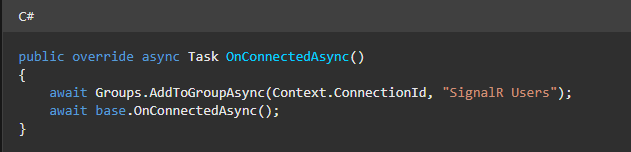 C#
public override async Task OnConnectedAsync()
{
    await Groups.AddToGroupAsync(Context.ConnectionId, "SignalR Users");
    await base.OnConnectedAsync();
}